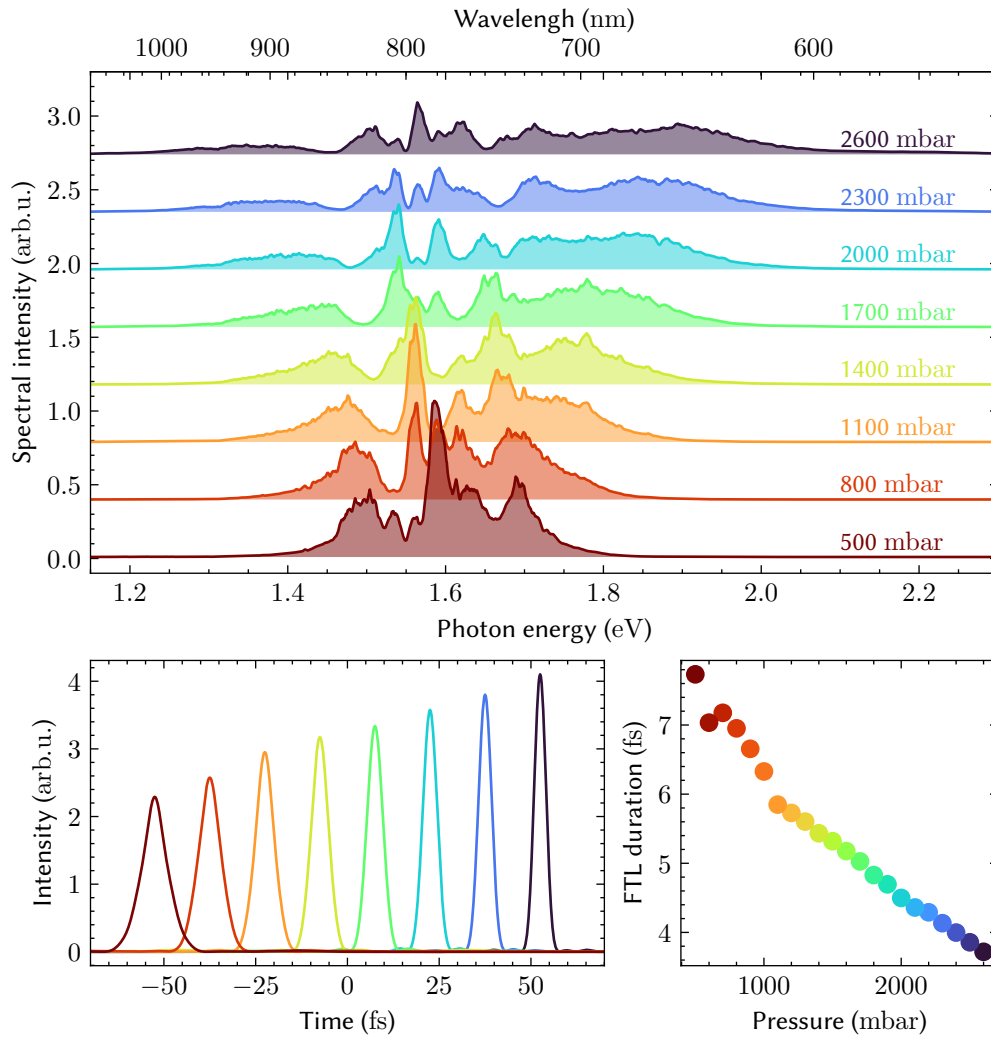 Wavelengh (nm)
1000 900 800 700 600
Spectral intensity (arb.u.)
3.0
2.5
2.0
1.5
1.0
0.5
0.0
2600 mbar
2300 mbar
2000 mbar
1700 mbar
1400 mbar
1100 mbar
800 mbar
500 mbar
1.2 1.4 1.6 1.8 2.0 2.2
Photon energy (eV)
Intensity (arb.u.)
4
3
2
1
0
−50 −25 0 25 50
Time (fs)
FTL duration (fs)
7
6
5
4
1000 2000
Pressure (mbar)